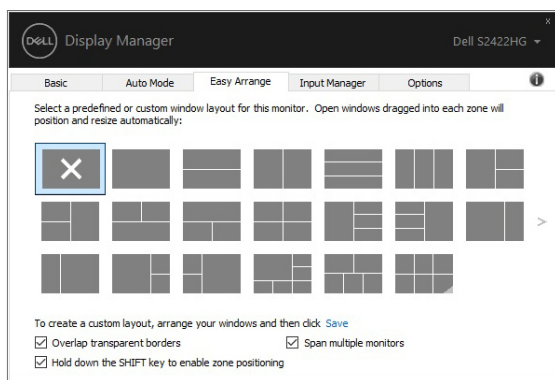 x
DELL Display Manager
Dell S2422HG
Basic Auto Mode Easy Arrange Input Manager Options
Select a predefined or custom window layout for this monitor. Open windows dragged into each zone will
position and resize automatically:
To create a custom layout, arrange your windows and then click Save
Overlap transparent borders Span multiple monitors
Hold down the SHIFT key to enable zone positioning